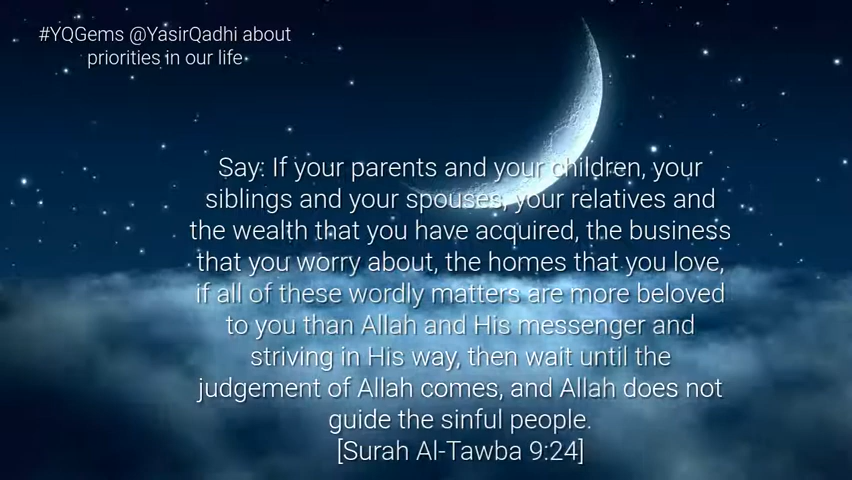 #YQGems @YasirQadhi about
priorities in our life
Say: If your parents and your children, your
siblings and your spouses, your relatives and
the wealth that you have acquired, the business
that you worry about, the homes that you love,
if all of these wordly matters are more beloved
to you than Allah and His messenger and
striving in His way, then wait until the
judgement of Allah comes, and Allah does not
guide the sinful people.
[Surah Al-Tawba 9:24]